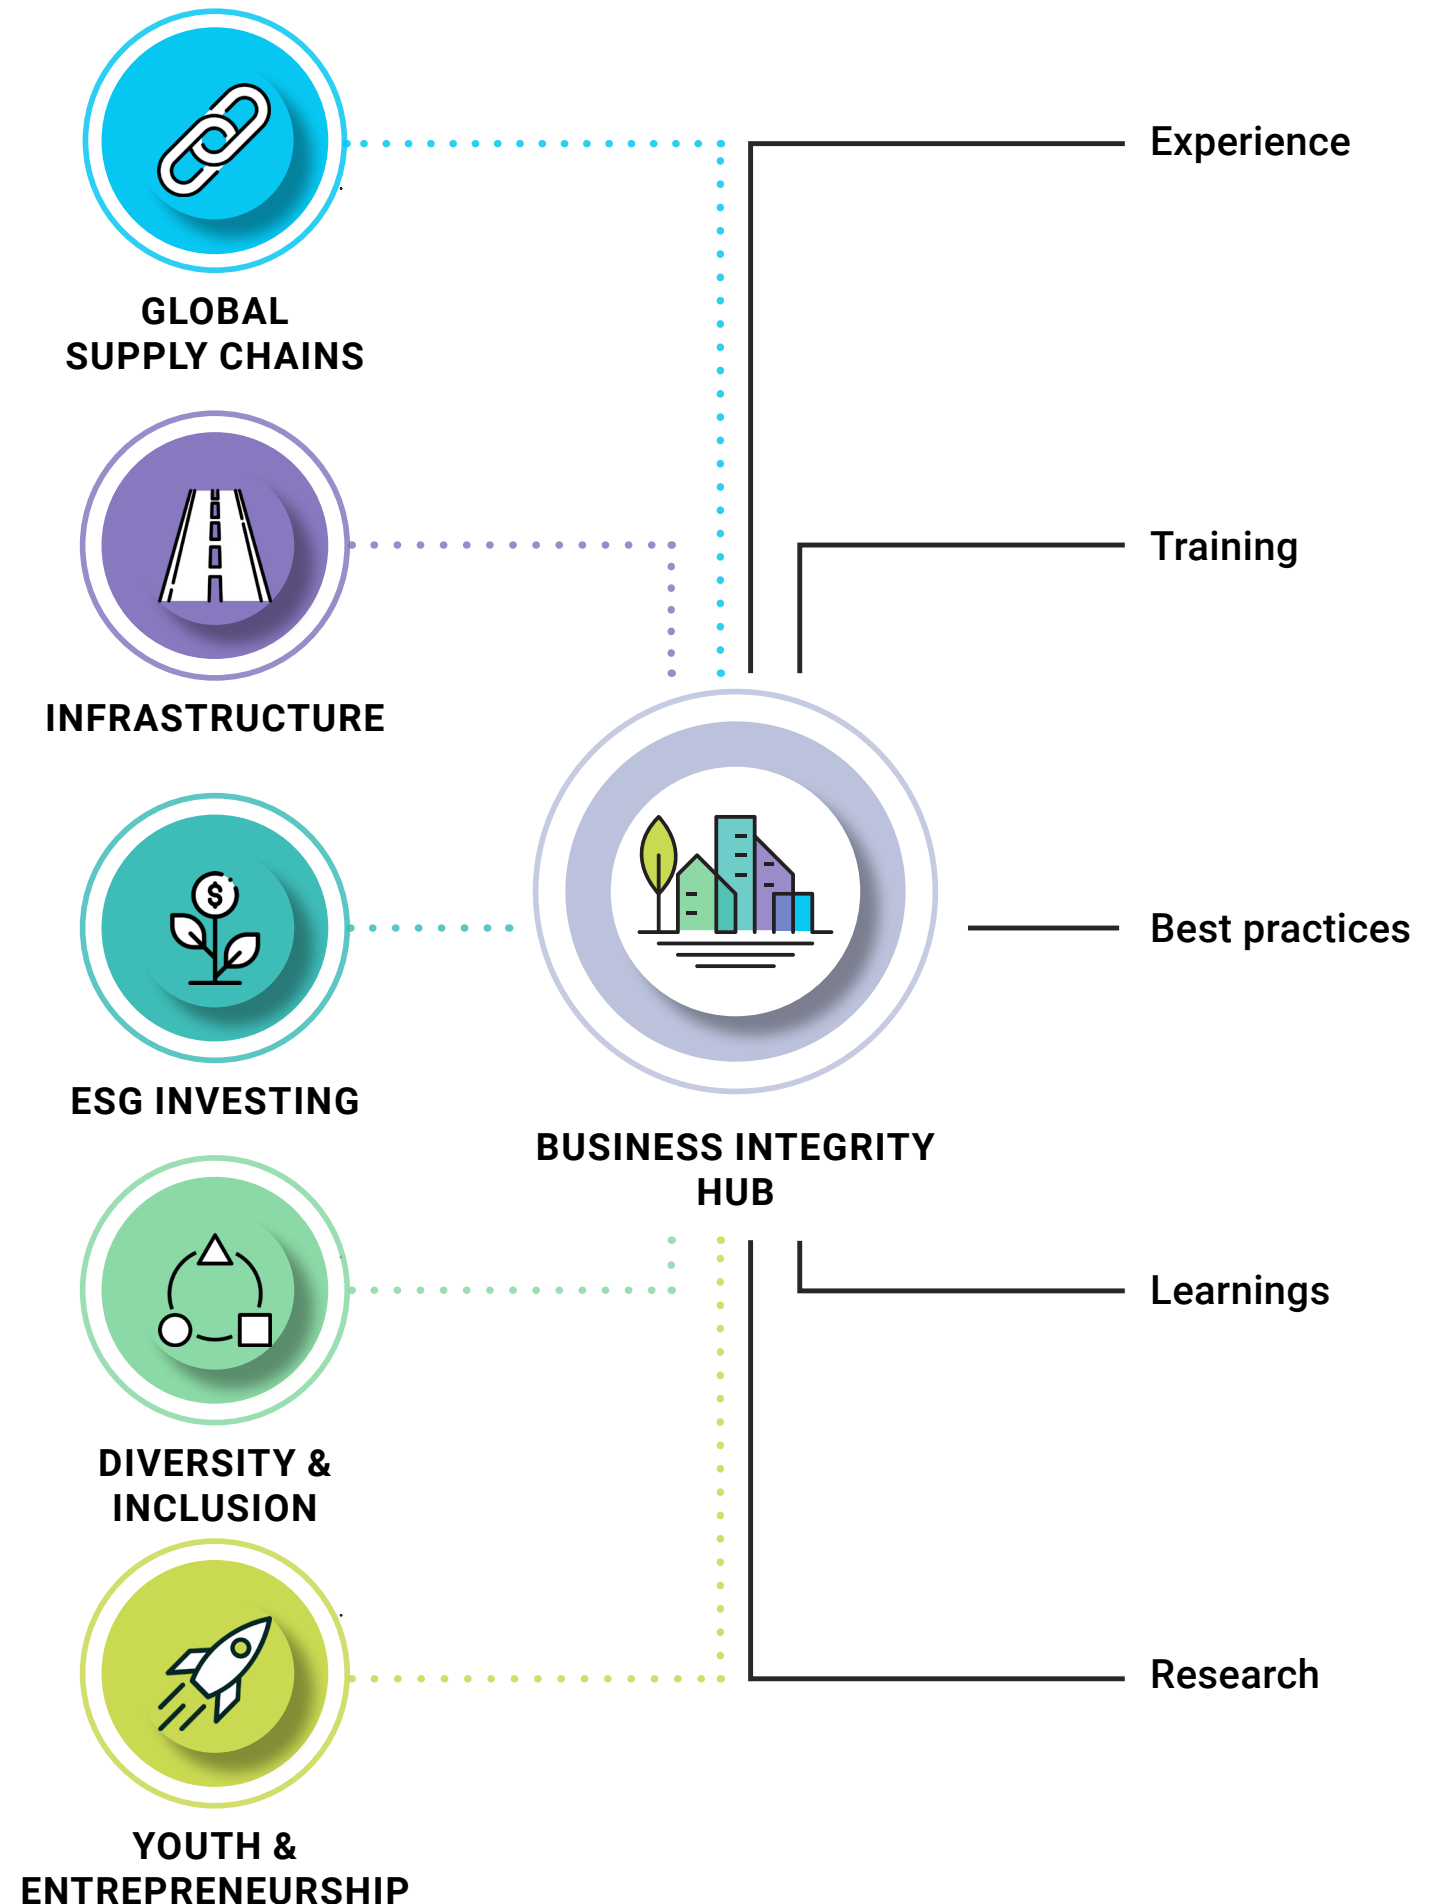 Experience
GLOBAL
SUPPLY CHAINS
Training
INFRASTRUCTURE
$
Best practices
ESG INVESTING
BUSINESS INTEGRITY
HUB
Learnings
DIVERSITY &
INCLUSION
Research
YOUTH &
ENTREPRENEURSHIP